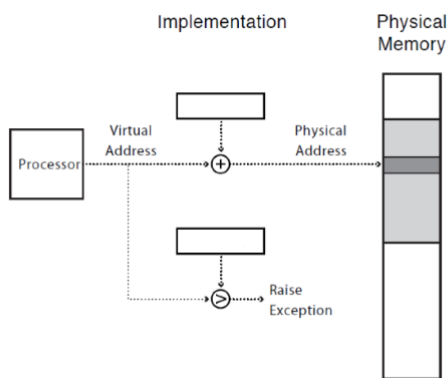 Implementation
Physical
Memory
Processor
Virtual
Address
+
Physical
Address
>
Raise
Exception